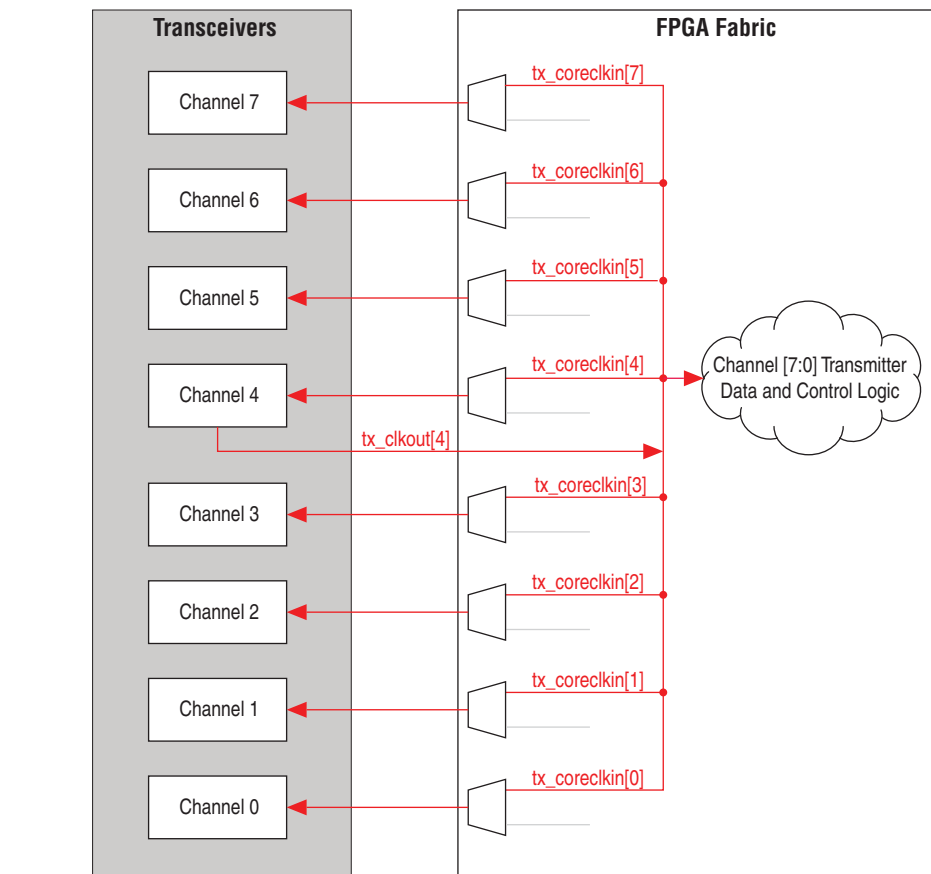 Transceivers
FPGA Fabric
Channel 7
tx_coreclkin[7]
Channel 6
tx_coreclkin[6]
Channel 5
tx_coreclkin[5]
Channel 4
tx_coreclkin[4]
Channel [7:0] Transmitter
Data and Control Logic
tx_clkout[4]
Channel 3
tx_coreclkin[3]
Channel 2
tx_coreclkin[2]
Channel 1
tx_coreclkin[1]
Channel 0
tx_coreclkin[0]